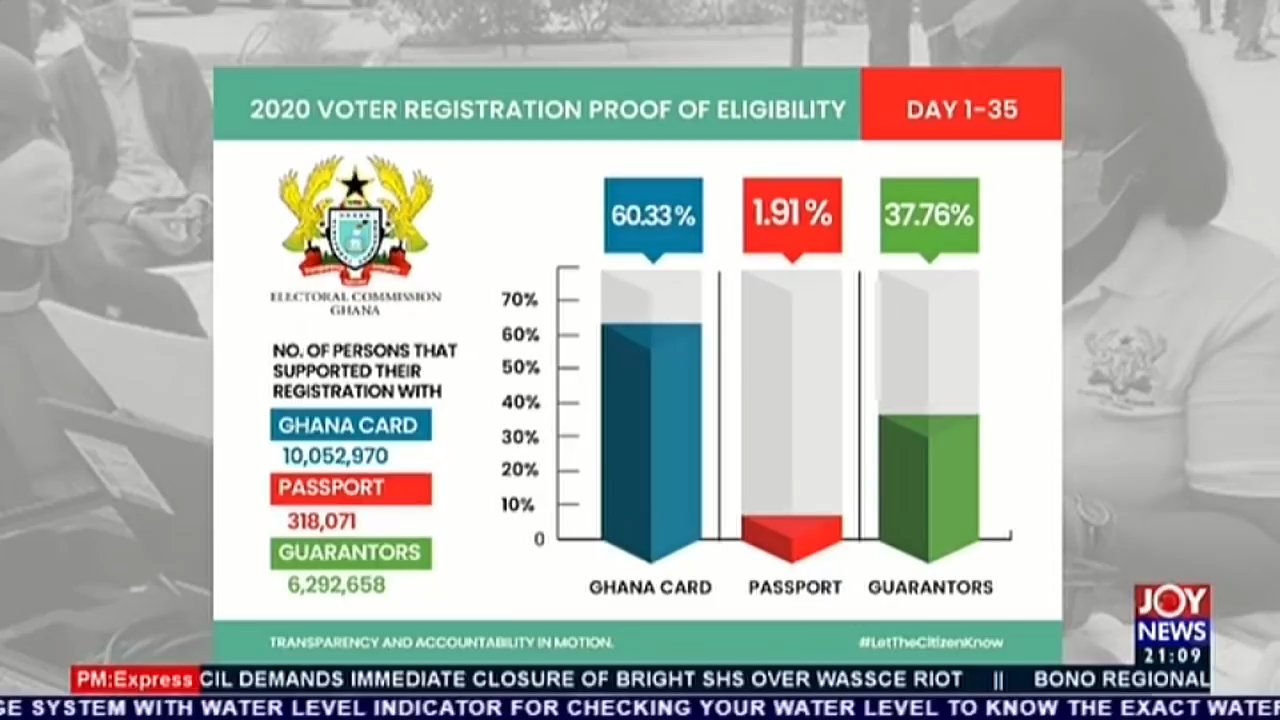 2020 VOTER REGISTRATION PROOF OF ELIGIBILITY
DAY 1-35
ELECTORAL COMMISSION
GHANA
NO. OF PERSONS THAT
SUPPORTED THEIR
REGISTRATION WITH
GHANA CARD
10,052,970
PASSPORT
318,071
GUARANTORS
6,292,658
60.33%
1.91%
37.76%
70%
60%
50%
40%
30%
20%
10%
0
GHANA CARD
PASSPORT
GUARANTORS
TRANSPARENCY AND ACCOUNTABILITY IN MOTION.
#LetTheCitizenKnow
JOY
NEWS
21:09
PM:Express CIL DEMANDS IMMEDIATE CLOSURE OF BRIGHT SHS OVER WASSCE RIOT || BONO REGIONAL
GE SYSTEM WITH WATER LEVEL INDICATOR FOR CHECKING YOUR WATER LEVEL TO KNOW THE EXACT WATER